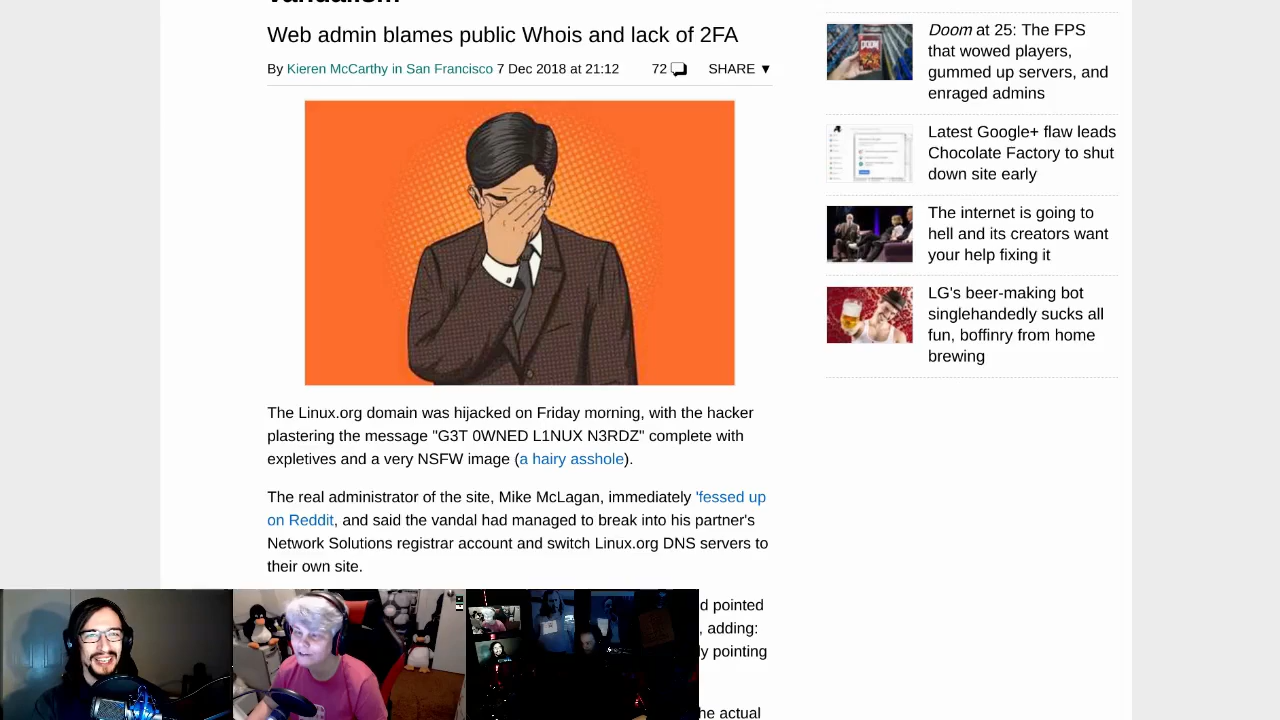 Web admin blames public Whois and lack of 2FA
By Kieren McCarthy in San Francisco 7 Dec 2018 at 21:12 72 SHARE ▼
The Linux.org domain was hijacked on Friday morning, with the hacker
plastering the message "G3T 0WNED L1NUX N3RDZ" complete with
expletives and a very NSFW image (a hairy asshole).
The real administrator of the site, Mike McLagan, immediately 'fessed up
on Reddit, and said the vandal had managed to break into his partner's
Network Solutions registrar account and switch Linux.org DNS servers to
their own site.
d pointed
, adding:
y pointing
he actual
Doom at 25: The FPS
that wowed players,
gummed up servers, and
enraged admins
Latest Google+ flaw leads
Chocolate Factory to shut
down site early
The internet is going to
hell and its creators want
your help fixing it
LG's beer-making bot
singlehandedly sucks all
fun, boffinry from home
brewing
DOOM